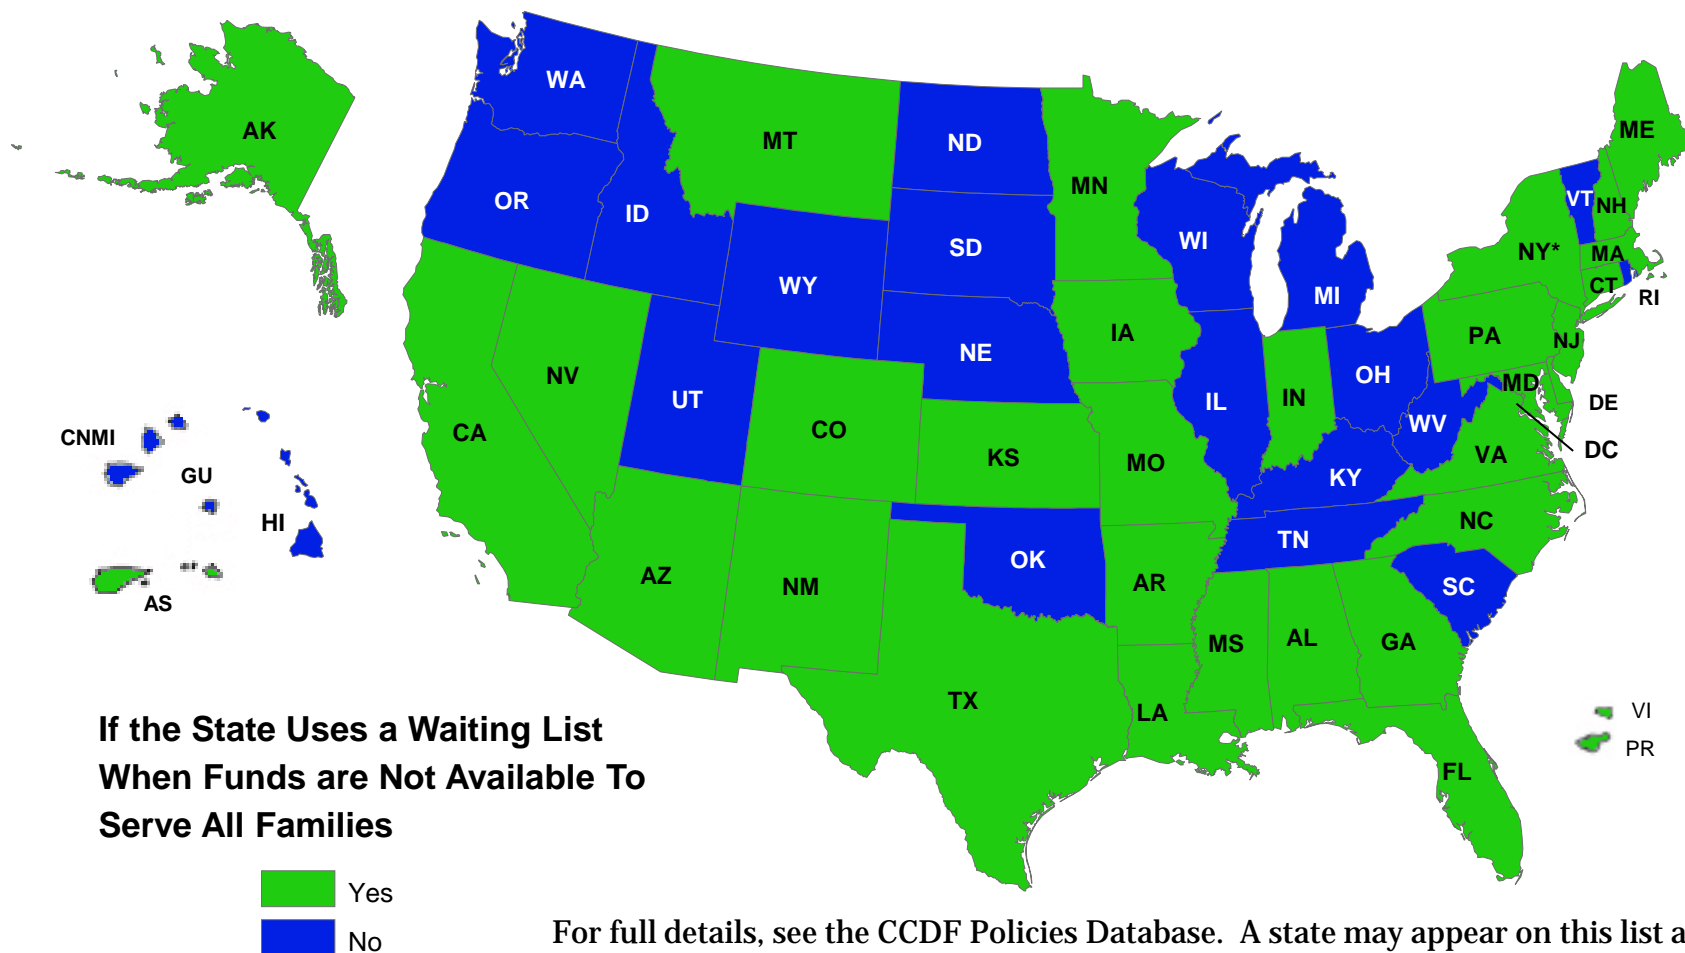 WA
AK
MT
ND
ME
MN
OR
ID
VT
NH
WI
SD
NY*
MA
WY
CT
MI
RI
IA
PA
NJ
NE
NV
OH
MD
UT
IN
DE
IL
CO
WV
CA
CNMI
DC
VA
KS
MO
GU
KY
HI
NC
TN
OK
AZ
AR
NM
SC
AS
MS
AL
GA
TX
LA
VI
PR
FL
If the State Uses a Waiting List
When Funds are Not Available To
Serve All Families
Yes
No
For full details, see the CCDF Policies Database. A state may appear on this list a